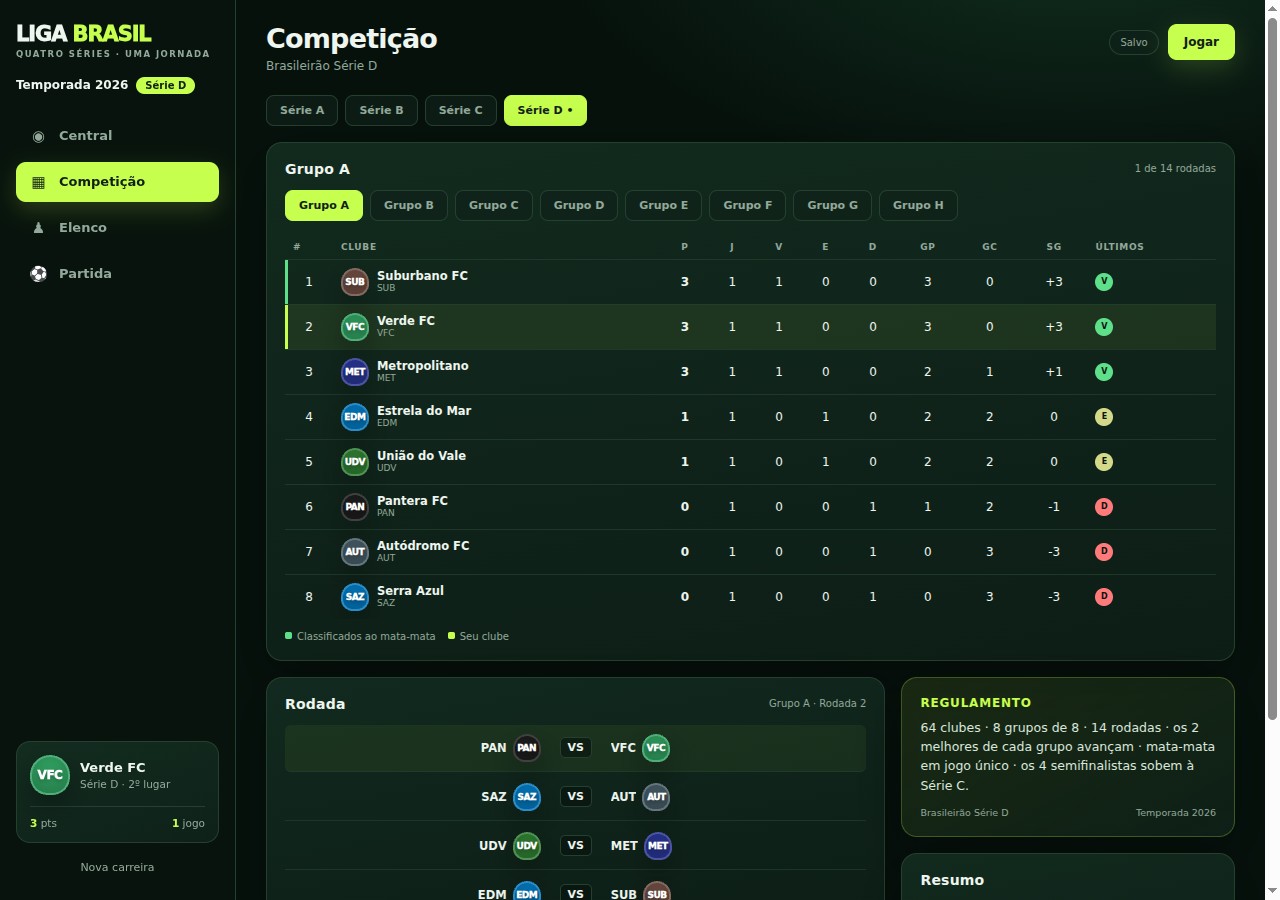 LIGA BRASIL
QUATRO SÉRIES · UMA JORNADA
Temporada 2026 Série D
Central
Competição
Elenco
Partida
VFC Verde FC
Série D · 2º lugar
3 pts 1 jogo
Nova carreira
Competição
Brasileirão Série D
Salvo Jogar
Série A Série B Série C Série D •
Grupo A 1 de 14 rodadas
Grupo A Grupo B Grupo C Grupo D Grupo E Grupo F Grupo G Grupo H
# CLUBE P J V E D GP GC SG ÚLTIMOS
1 SUB Suburbano FC 3 1 1 0 0 3 0 +3 V
SUB
2 VFC Verde FC 3 1 1 0 0 3 0 +3 V
VFC
3 MET Metropolitano 3 1 1 0 0 2 1 +1 V
MET
4 EDM Estrela do Mar 1 1 0 1 0 2 2 0 E
EDM
5 UDV União do Vale 1 1 0 1 0 2 2 0 E
UDV
6 PAN Pantera FC 0 1 0 0 1 1 2 -1 D
PAN
7 AUT Autódromo FC 0 1 0 0 1 0 3 -3 D
AUT
8 SAZ Serra Azul 0 1 0 0 1 0 3 -3 D
SAZ
Classificados ao mata-mata Seu clube
Rodada Grupo A · Rodada 2
PAN PAN VS VFC VFC
SAZ SAZ VS AUT AUT
UDV UDV VS MET MET
EDM EDM VS SUB SUB
REGULAMENTO
64 clubes · 8 grupos de 8 · 14 rodadas · os 2
melhores de cada grupo avançam · mata-mata
em jogo único · os 4 semifinalistas sobem à
Série C.
Brasileirão Série D Temporada 2026
Resumo